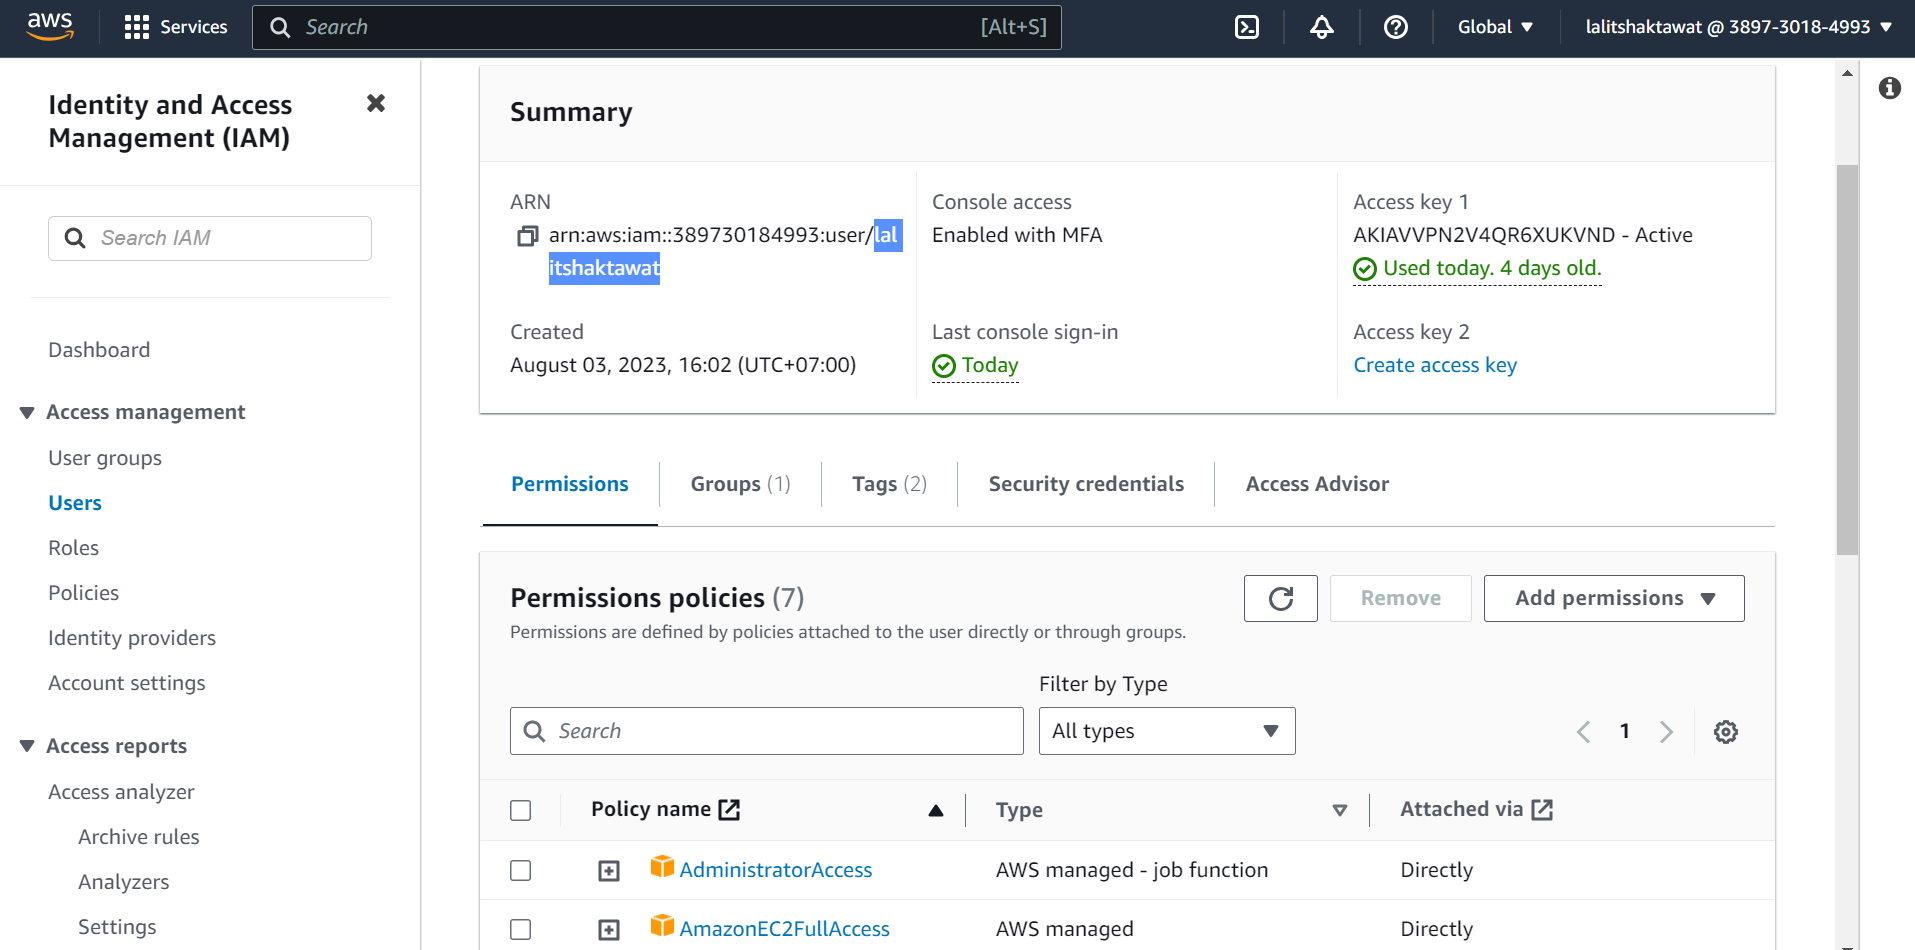 aws
Services
Search [Alt+S]
Global
lalitshaktawat @ 3897-3018-4993
Identity and Access
Management (IAM)
Search IAM
Dashboard
Access management
User groups
Users
Roles
Policies
Identity providers
Account settings
Access reports
Access analyzer
Archive rules
Analyzers
Settings
Summary
ARN
arn:aws:iam::389730184993:user/lal
itshaktawat
Created
August 03, 2023, 16:02 (UTC+07:00)
Console access
Enabled with MFA
Last console sign-in
Today
Access key 1
AKIAVVPN2V4QR6XUKVND - Active
Used today. 4 days old.
Access key 2
Create access key
Permissions
Groups (1)
Tags (2)
Security credentials
Access Advisor
Permissions policies (7)
Permissions are defined by policies attached to the user directly or through groups.
Remove
Add permissions
Filter by Type
Search
All types
1
Policy name Type Attached via
AdministratorAccess AWS managed - job function Directly
AmazonEC2FullAccess AWS managed Directly